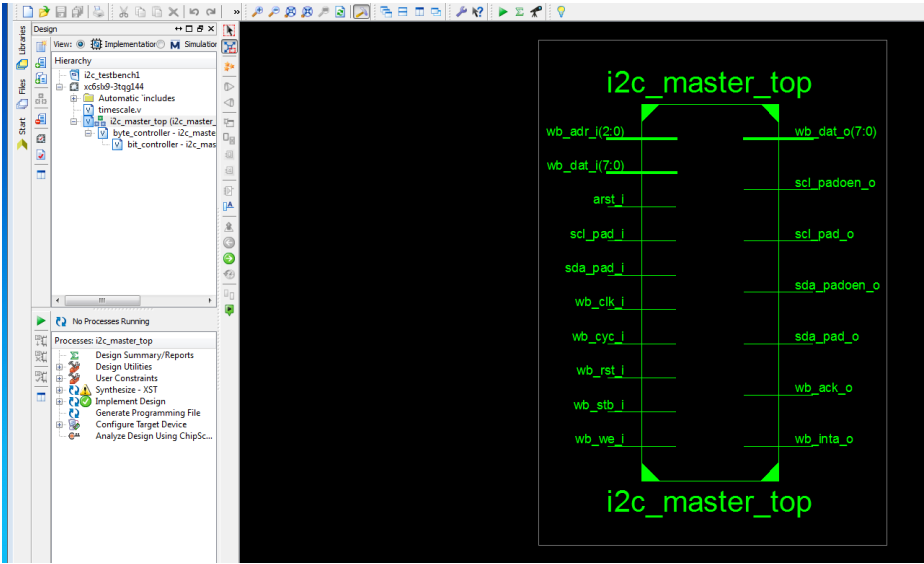 »
Design
View:
Implementation
Simulation
Hierarchy
i2c_testbench1
xc6slx9-3tqg144
Automatic `includes
timescale.v
i2c_master_top (i2c_master_
byte_controller - i2c_maste
bit_controller - i2c_mas
Libraries
Files
Start
No Processes Running
Processes: i2c_master_top
Design Summary/Reports
Design Utilities
User Constraints
Synthesize - XST
Implement Design
Generate Programming File
Configure Target Device
Analyze Design Using ChipSc...
i2c_master_top
wb_adr_i(2:0)
wb_dat_i(7:0)
arst_i
scl_pad_i
sda_pad_i
wb_clk_i
wb_cyc_i
wb_rst_i
wb_stb_i
wb_we_i
wb_dat_o(7:0)
scl_padoen_o
scl_pad_o
sda_padoen_o
sda_pad_o
wb_ack_o
wb_inta_o
i2c_master_top